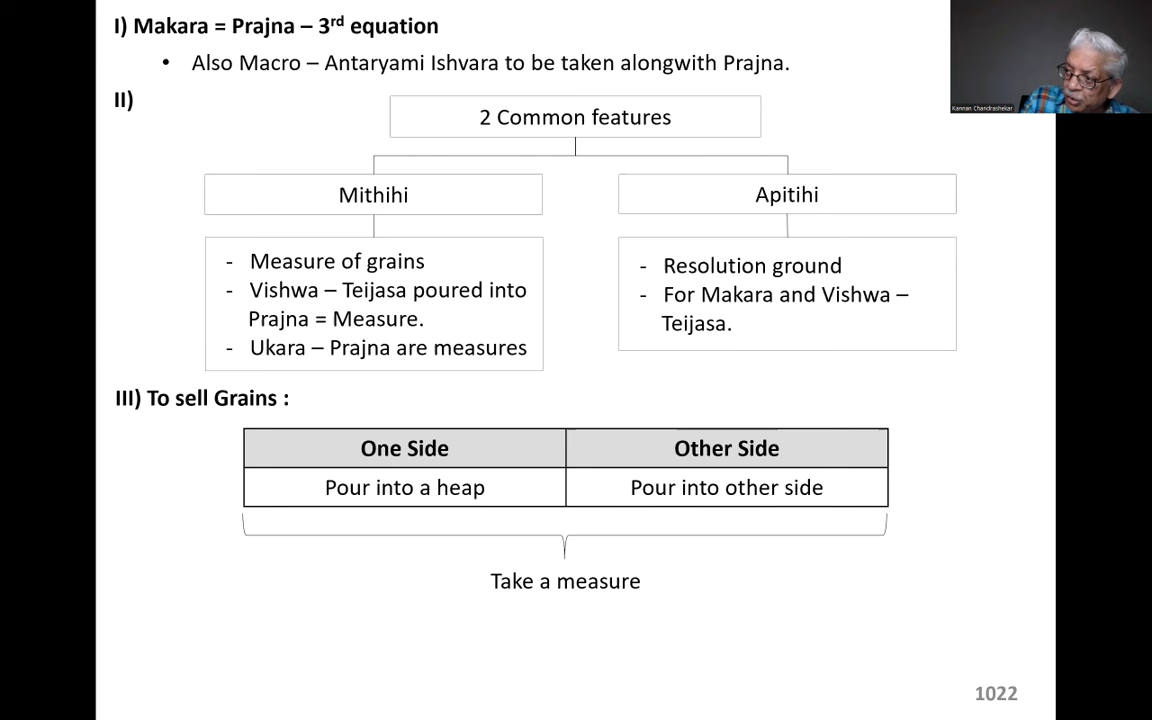 I) Makara = Prajna – 3rd equation
• Also Macro – Antaryami Ishvara to be taken alongwith Prajna.
Kannan Chandrashekar
II)
2 Common features
Mithihi
Apitihi
- Measure of grains
- Vishwa – Teijasa poured into
Prajna = Measure.
- Ukara – Prajna are measures
- Resolution ground
- For Makara and Vishwa –
Teijasa.
III) To sell Grains :
One Side
Other Side
Pour into a heap
Pour into other side
Take a measure
1022